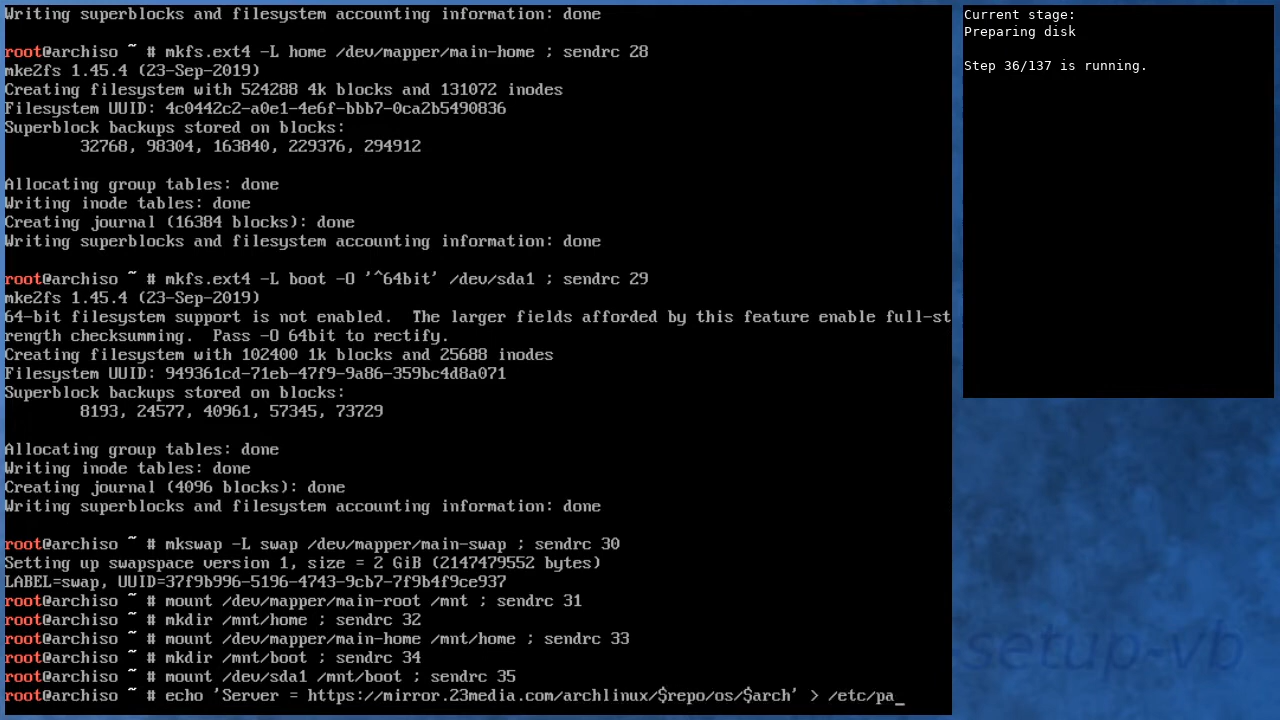 Writing superblocks and filesystem accounting information: done
root@archiso ~ # mkfs.ext4 -L home /dev/mapper/main-home ; sendrc 28
mke2fs 1.45.4 (23-Sep-2019)
Creating filesystem with 524288 4k blocks and 131072 inodes
Filesystem UUID: 4c0442c2-a0e1-4e6f-bbb7-0ca2b5490836
Superblock backups stored on blocks:
        32768, 98304, 163840, 229376, 294912
Allocating group tables: done
Writing inode tables: done
Creating journal (16384 blocks): done
Writing superblocks and filesystem accounting information: done
root@archiso ~ # mkfs.ext4 -L boot -O '^64bit' /dev/sda1 ; sendrc 29
mke2fs 1.45.4 (23-Sep-2019)
64-bit filesystem support is not enabled.  The larger fields afforded by this feature enable full-st
rength checksumming.  Pass -O 64bit to rectify.
Creating filesystem with 102400 1k blocks and 25688 inodes
Filesystem UUID: 949361cd-71eb-47f9-9a86-359bc4d8a071
Superblock backups stored on blocks:
        8193, 24577, 40961, 57345, 73729
Allocating group tables: done
Writing inode tables: done
Creating journal (4096 blocks): done
Writing superblocks and filesystem accounting information: done
root@archiso ~ # mkswap -L swap /dev/mapper/main-swap ; sendrc 30
Setting up swapspace version 1, size = 2 GiB (2147479552 bytes)
LABEL=swap, UUID=37f9b996-5196-4743-9cb7-7f9b4f9ce937
root@archiso ~ # mount /dev/mapper/main-root /mnt ; sendrc 31
root@archiso ~ # mkdir /mnt/home ; sendrc 32
root@archiso ~ # mount /dev/mapper/main-home /mnt/home ; sendrc 33
root@archiso ~ # mkdir /mnt/boot ; sendrc 34
root@archiso ~ # mount /dev/sda1 /mnt/boot ; sendrc 35
root@archiso ~ # echo 'Server = https://mirror.23media.com/archlinux/$repo/os/$arch' > /etc/pa_
Current stage:
Preparing disk
Step 36/137 is running.
setup-vb